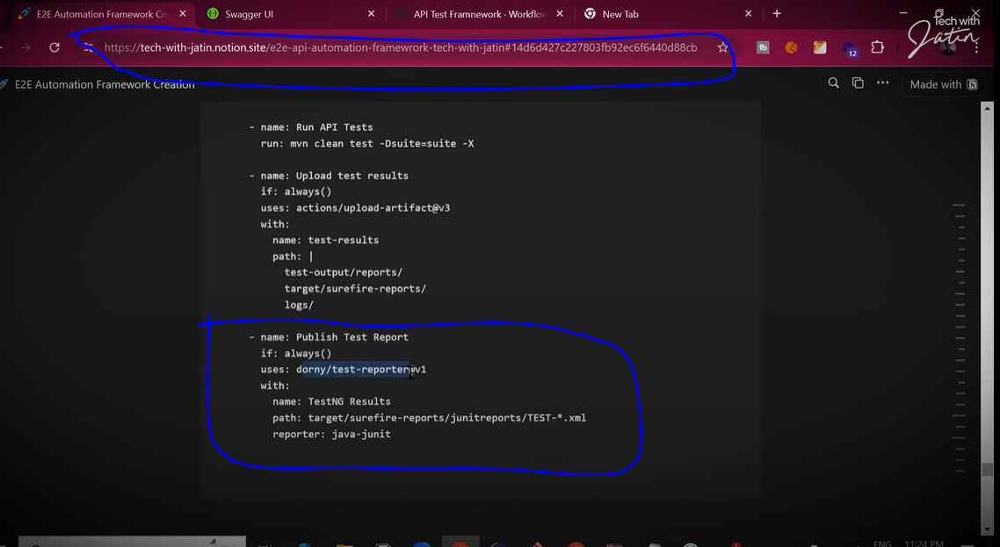 E2E Automation Framework Cre
Swagger UI
API Test Framnework · Workflow
New Tab
https://tech-with-jatin.notion.site/e2e-api-automation-framework-tech-with-jatin#14d6d427c227803fb92ec6f6440d88cb
12
Tech with
Jatin
E2E Automation Framework Creation
Made with
- name: Run API Tests
run: mvn clean test -Dsuite=suite -X
- name: Upload test results
if: always()
uses: actions/upload-artifact@v3
with:
name: test-results
path: |
test-output/reports/
target/surefire-reports/
logs/
- name: Publish Test Report
if: always()
uses: dorny/test-reporter@v1
with:
name: TestNG Results
path: target/surefire-reports/junitreports/TEST-*.xml
reporter: java-junit
ENG
11:24 PM